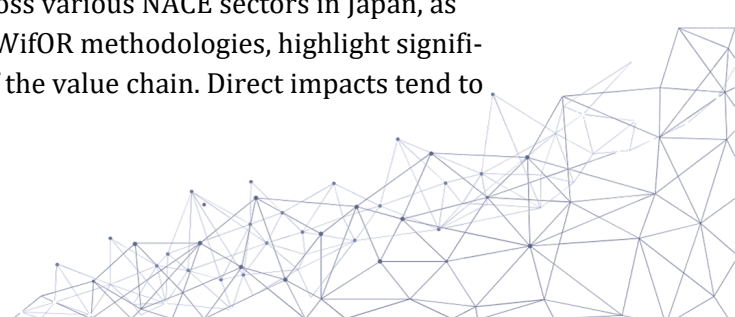 oss various NACE sectors in Japan, as
WifOR methodologies, highlight signifi-
the value chain. Direct impacts tend to